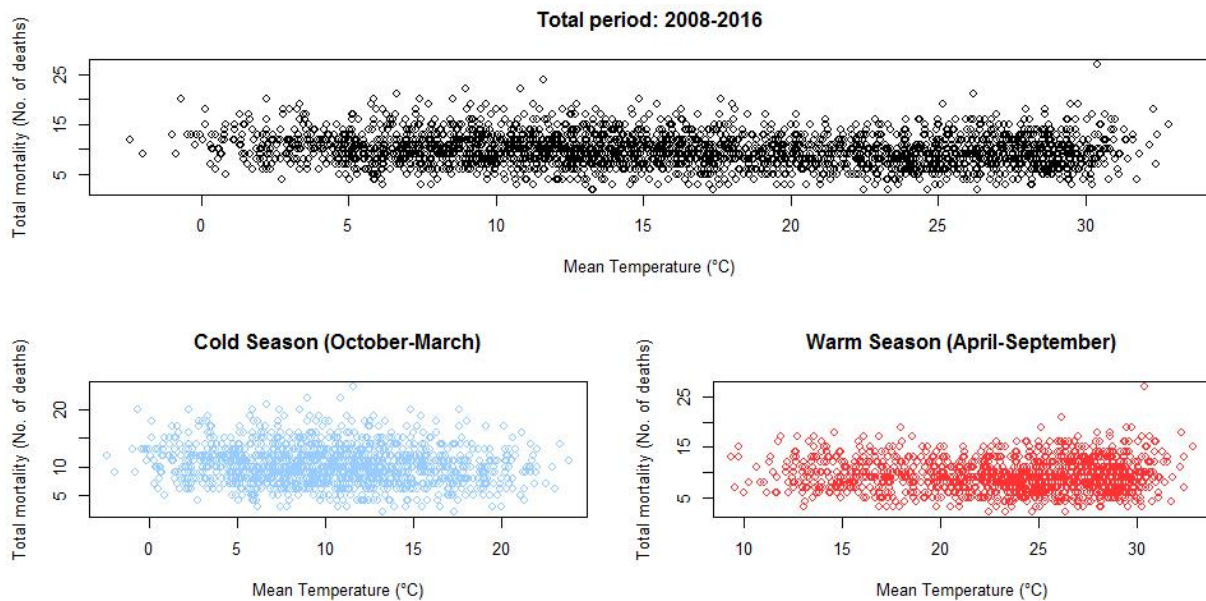 Total period: 2008-2016
Total mortality (No. of deaths)
25
15
5
0 5 10 15 20 25 30
Mean Temperature (°C)
Cold Season (October-March)
Total mortality (No. of deaths)
20
10
5
0 5 10 15 20
Mean Temperature (°C)
Warm Season (April-September)
Total mortality (No. of deaths)
25
15
5
10 15 20 25 30
Mean Temperature (°C)